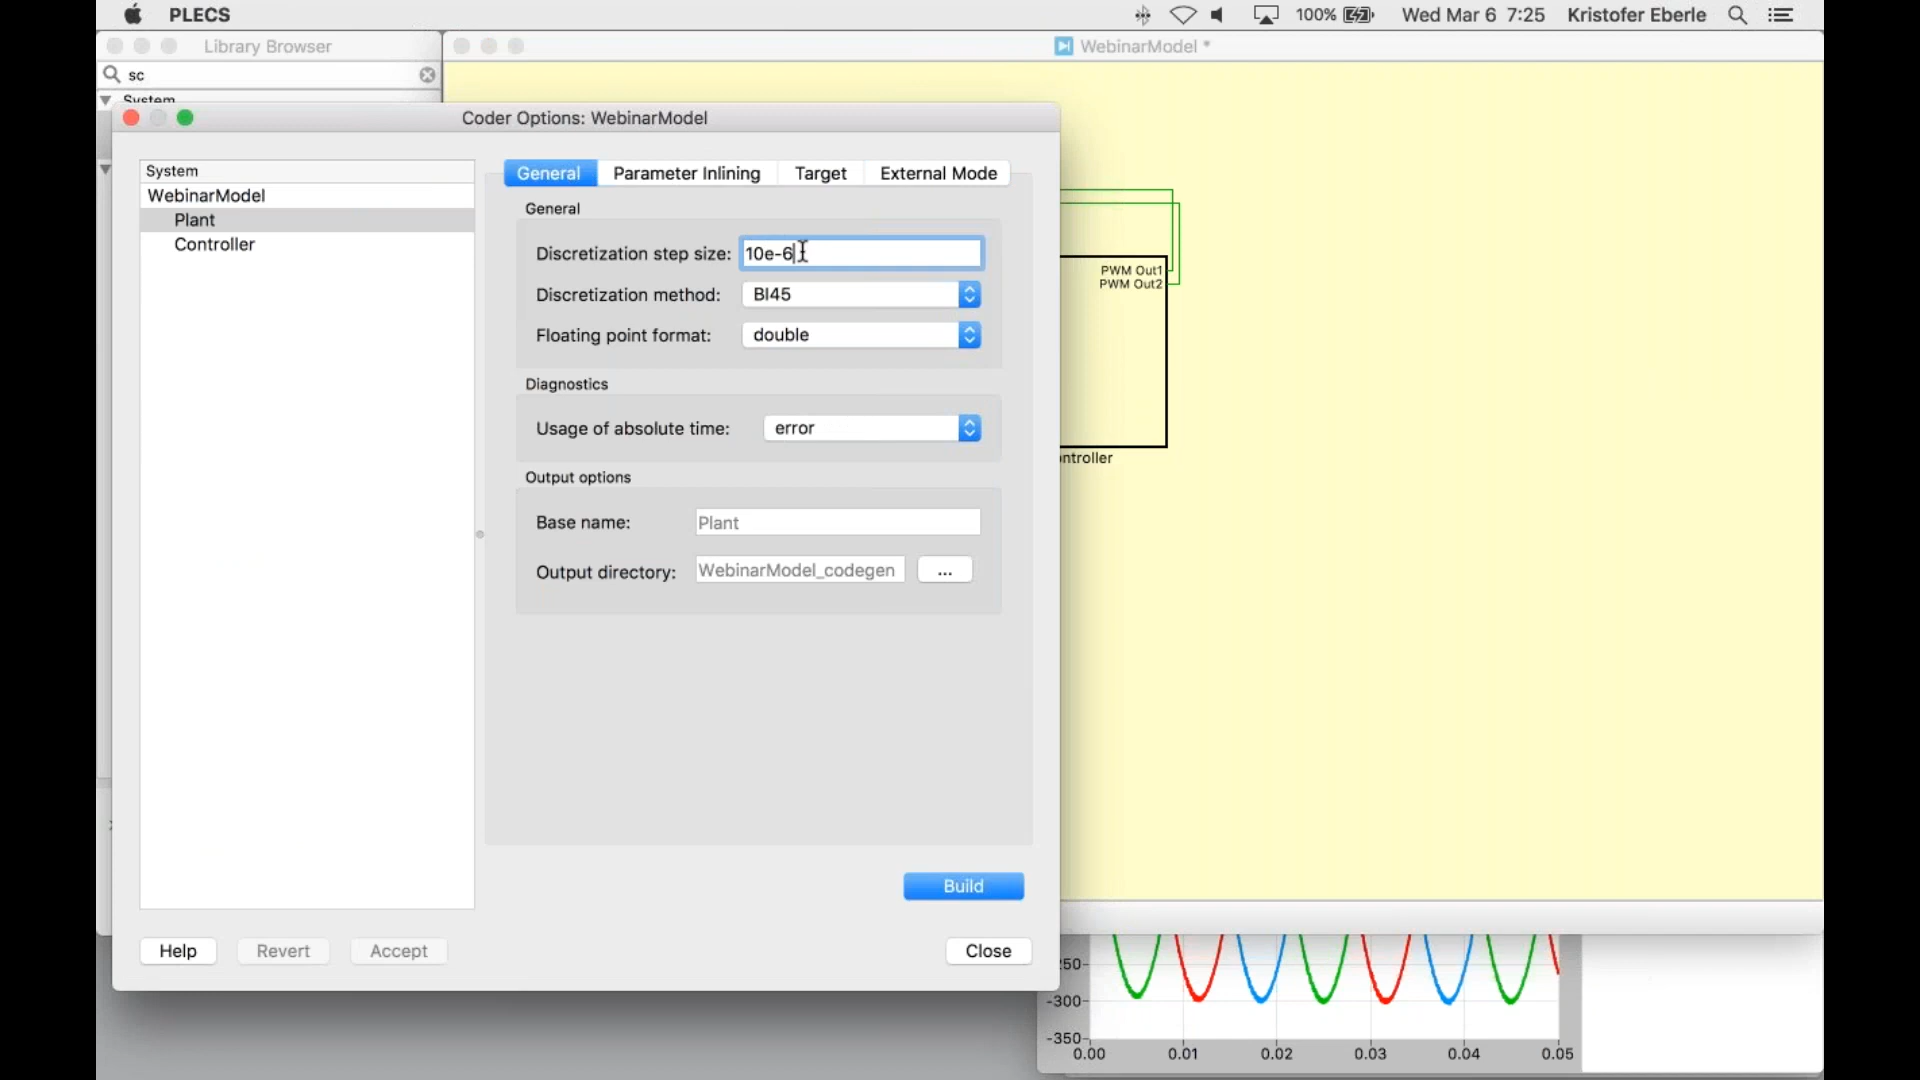 PLECS
100%
Wed Mar 6 7:25
Kristofer Eberle
Library Browser
WebinarModel *
sc
System
Coder Options: WebinarModel
System
WebinarModel
Plant
Controller
General
Parameter Inlining
Target
External Mode
General
Discretization step size:
10e-6
Discretization method:
BI45
Floating point format:
double
Diagnostics
Usage of absolute time:
error
Output options
Base name:
Plant
Output directory:
WebinarModel_codegen
...
Build
Help
Revert
Accept
Close
PWM Out1
PWM Out2
ntroller
50
-300
-350
0.00
0.01
0.02
0.03
0.04
0.05